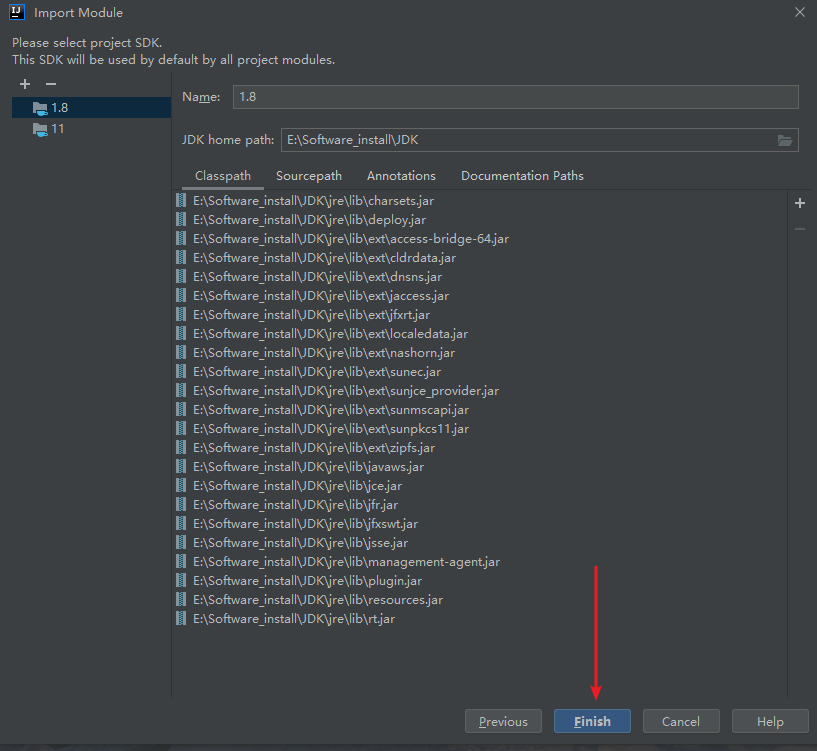 IJ Import Module
Please select project SDK.
This SDK will be used by default by all project modules.
1.8
11
Name: 1.8
JDK home path: E:\Software_install\JDK
Classpath Sourcepath Annotations Documentation Paths
E:\Software_install\JDK\jre\lib\charsets.jar
E:\Software_install\JDK\jre\lib\deploy.jar
E:\Software_install\JDK\jre\lib\ext\access-bridge-64.jar
E:\Software_install\JDK\jre\lib\ext\cldrdata.jar
E:\Software_install\JDK\jre\lib\ext\dnsns.jar
E:\Software_install\JDK\jre\lib\ext\jaccess.jar
E:\Software_install\JDK\jre\lib\ext\jfxrt.jar
E:\Software_install\JDK\jre\lib\ext\localedata.jar
E:\Software_install\JDK\jre\lib\ext\nashorn.jar
E:\Software_install\JDK\jre\lib\ext\sunec.jar
E:\Software_install\JDK\jre\lib\ext\sunjce_provider.jar
E:\Software_install\JDK\jre\lib\ext\sunmscapi.jar
E:\Software_install\JDK\jre\lib\ext\sunpkcs11.jar
E:\Software_install\JDK\jre\lib\ext\zipfs.jar
E:\Software_install\JDK\jre\lib\javaws.jar
E:\Software_install\JDK\jre\lib\jce.jar
E:\Software_install\JDK\jre\lib\jfr.jar
E:\Software_install\JDK\jre\lib\jfxswt.jar
E:\Software_install\JDK\jre\lib\jsse.jar
E:\Software_install\JDK\jre\lib\management-agent.jar
E:\Software_install\JDK\jre\lib\plugin.jar
E:\Software_install\JDK\jre\lib\resources.jar
E:\Software_install\JDK\jre\lib\rt.jar
Previous Finish Cancel Help